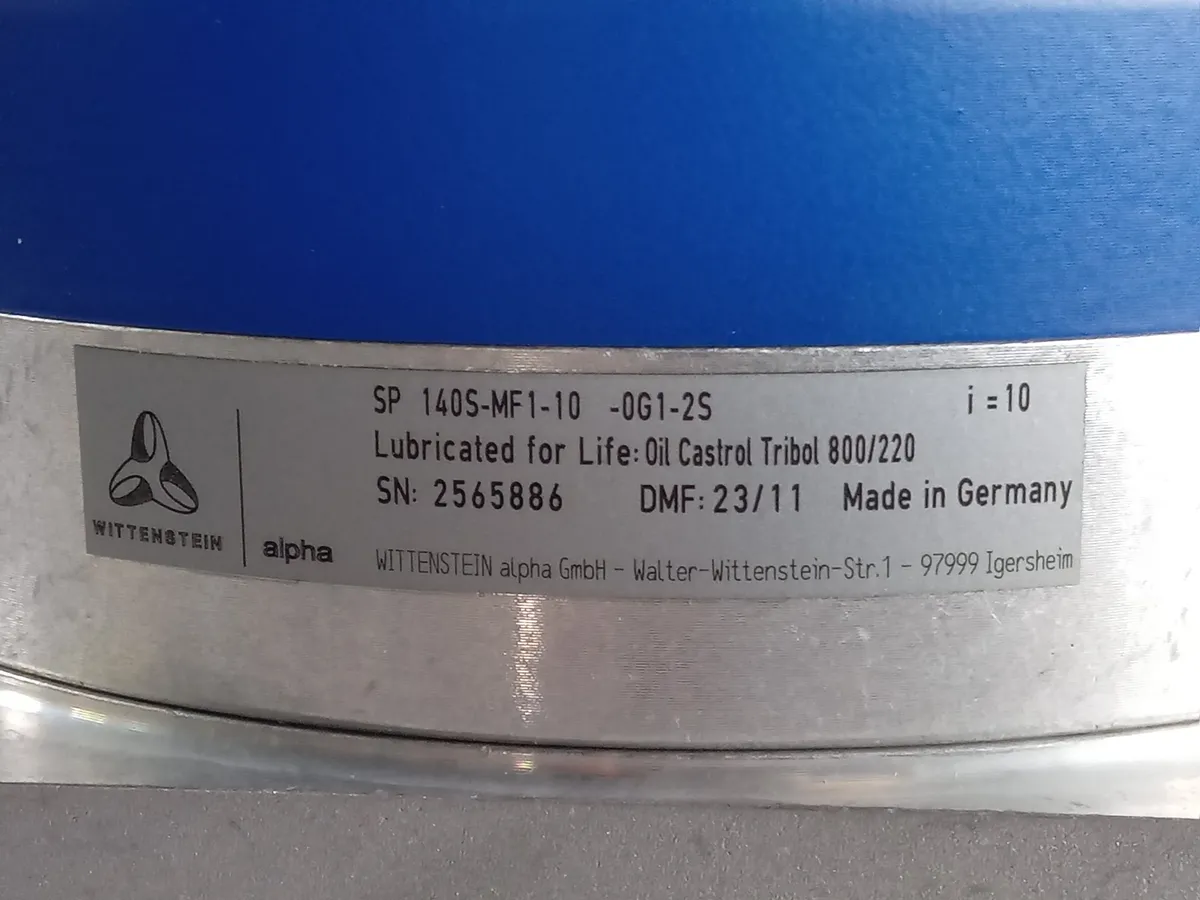 SP 140S-MF1-10 -0G1-2S i=10
Lubricated for Life: Oil Castrol Tribol 800/220
SN: 2565886 DMF: 23/11 Made in Germany
WITTENSTEIN alpha
WITTENSTEIN alpha GmbH - Walter-Wittenstein-Str.1 - 97999 Igersheim